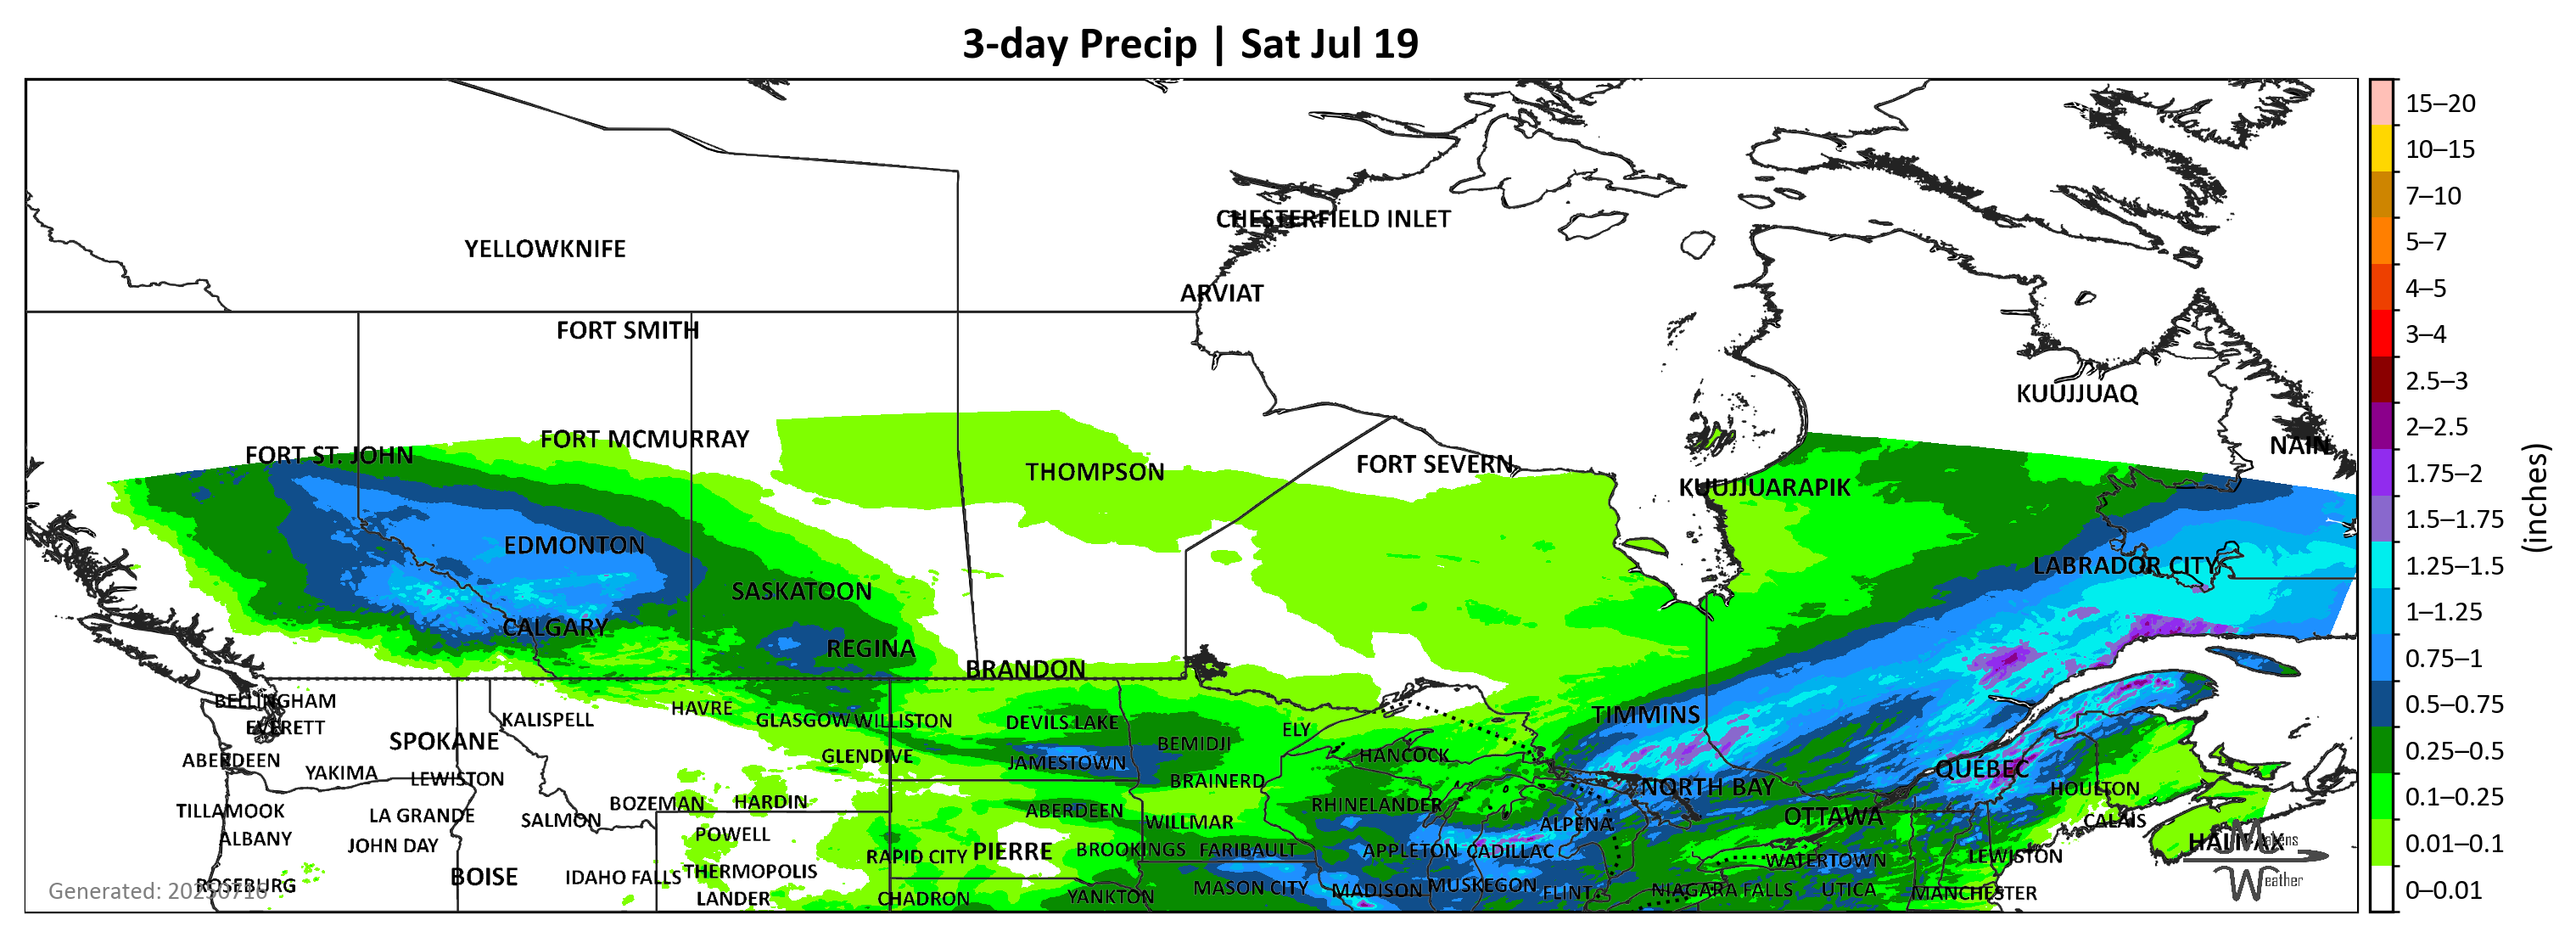 3-day Precip | Sat Jul 19
CHESTERFIELD INLET
YELLOWKNIFE
ARVIAT
FORT SMITH
KUUJJUAQ
FORT MCMURRAY
NAIN
FORT ST. JOHN
FORT SEVERN
THOMPSON
KUUJJUARAPIK
EDMONTON
LABRADOR CITY
SASKATOON
CALGARY
REGINA
BRANDON
BELLINGHAM
HAVRE
TIMMINS
KALISPELL
GLASGOW WILLISTON
DEVILS LAKE
EVERETT
ELY
SPOKANE
BEMIDJI
ABERDEEN
GLENDIVE
JAMESTOWN
HANCOCK
QUÉBEC
YAKIMA
LEWISTON
BRAINERD
NORTH BAY
HOULTON
BOZEMAN
HARDIN
RHINELANDER
TILLAMOOK
LA GRANDE
SALMON
ABERDEEN
WILLMAR
ALPENA
OTTAWA
CALAIS
ALBANY
JOHN DAY
POWELL
RAPID CITY
PIERRE
BROOKINGS
FARIBAULT
APPLETON
CADILLAC
WATERTOWN
LEWISTON
HALIFAX
Matens
Weather
ROSEBURG
BOISE
IDAHO FALLS
THERMOPOLIS
MASON CITY
MADISON
MUSKEGON
FLINT
NIAGARA FALLS
UTICA
MANCHESTER
LANDER
CHADRON
YANKTON
Generated: 20250716
15–20
10–15
7–10
5–7
4–5
3–4
2.5–3
2–2.5
1.75–2
1.5–1.75
1.25–1.5
1–1.25
0.75–1
0.5–0.75
0.25–0.5
0.1–0.25
0.01–0.1
0–0.01
(inches)